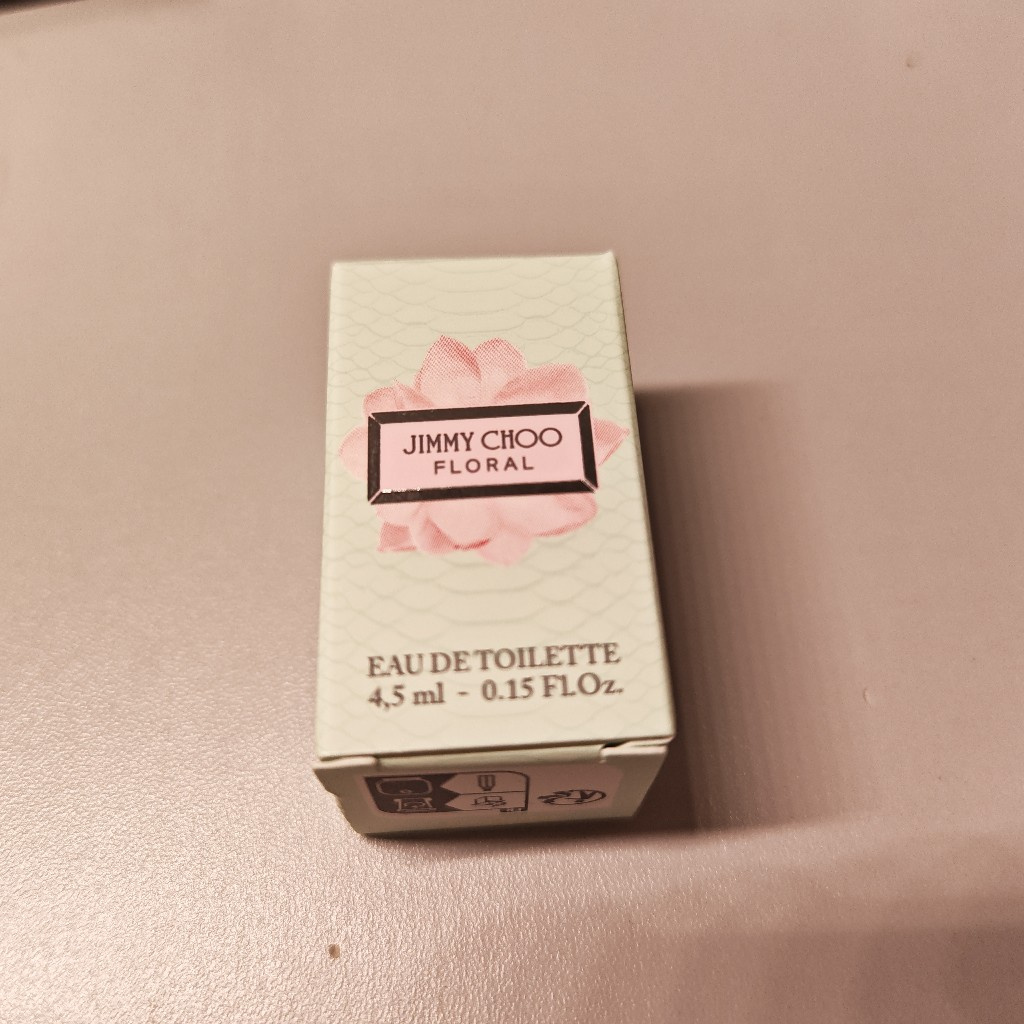 JIMMY CHOO
FLORAL
EAU DE TOILETTE
4,5 ml - 0.15 FL Oz.